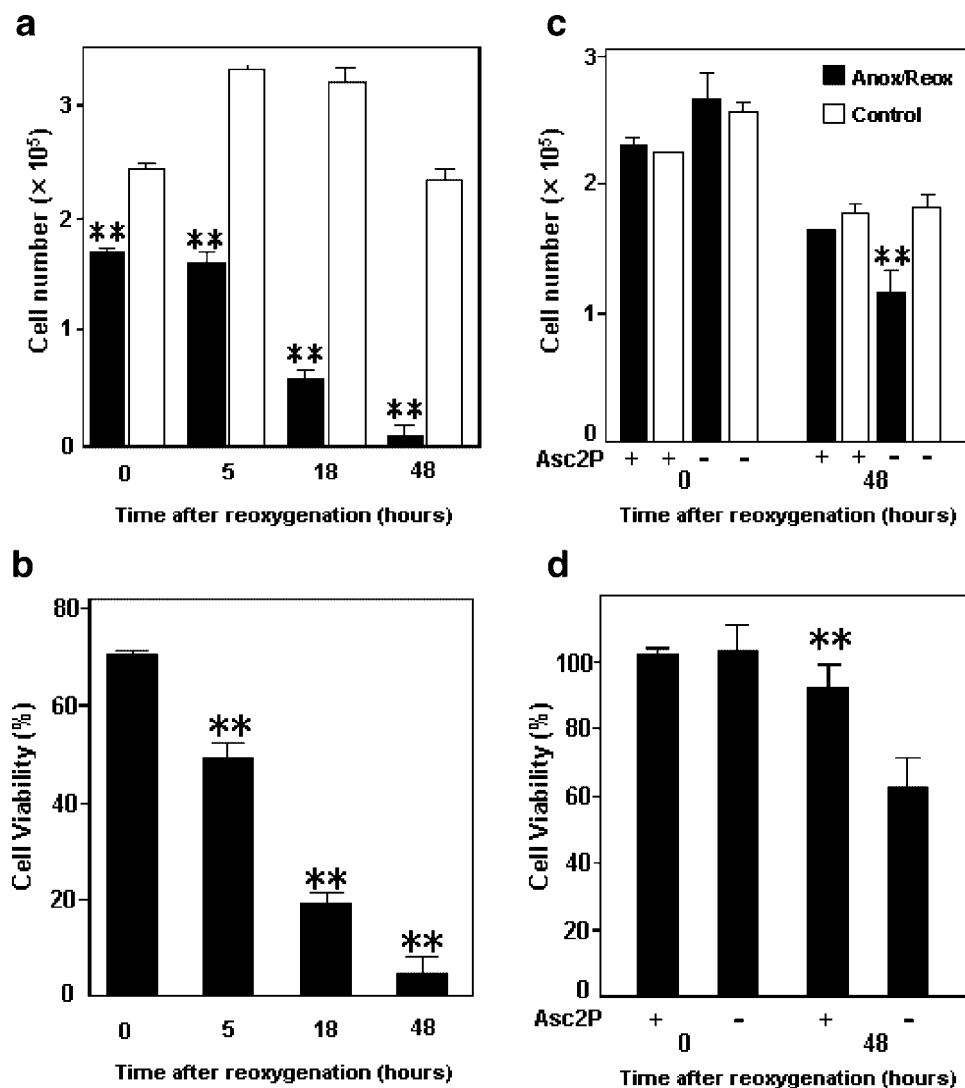 a
Cell number (× 10⁵)
3
2
1
0
**
**
**
**
0 5 18 48
Time after reoxygenation (hours)
b
Cell Viability (%)
80
60
40
20
0
**
**
**
0 5 18 48
Time after reoxygenation (hours)
c
Cell number (× 10⁵)
3
2
1
0
Anox/Reox
Control
**
Asc2P + + - - + + - -
0 48
Time after reoxygenation (hours)
d
Cell Viability (%)
100
80
60
40
20
0
**
Asc2P + - + -
0 48
Time after reoxygenation (hours)